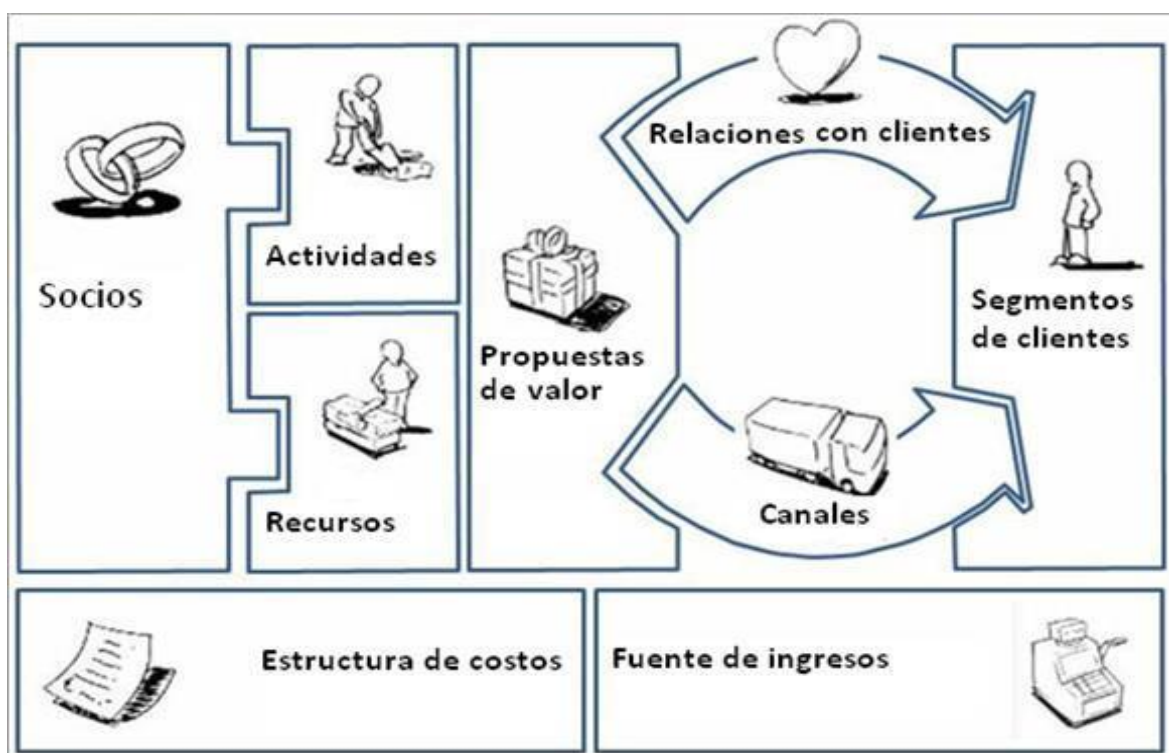 Socios
Actividades
Recursos
Propuestas
de valor
Relaciones con clientes
Canales
Segmentos
de clientes
Estructura de costos
Fuente de ingresos